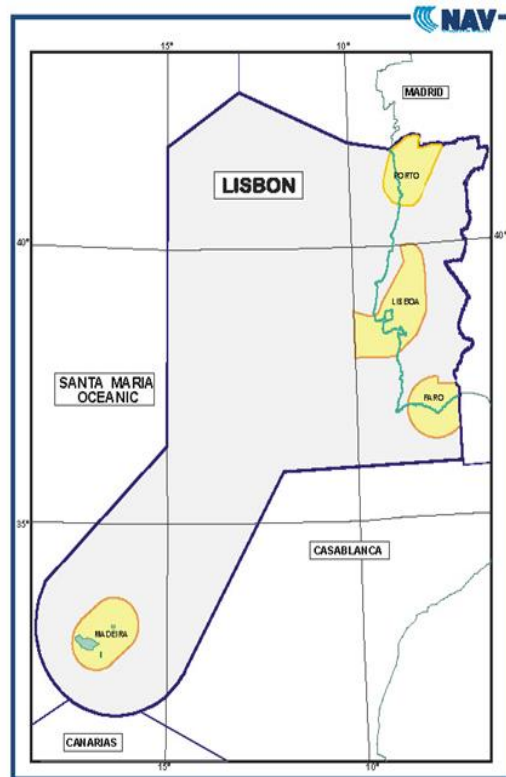 NAV
15°
10°
MADRID
PORTO
LISBON
40°
40°
LISBOA
SANTA MARIA
OCEANIC
FARO
35°
CASABLANCA
MADEIRA
CANARIAS
15°
10°